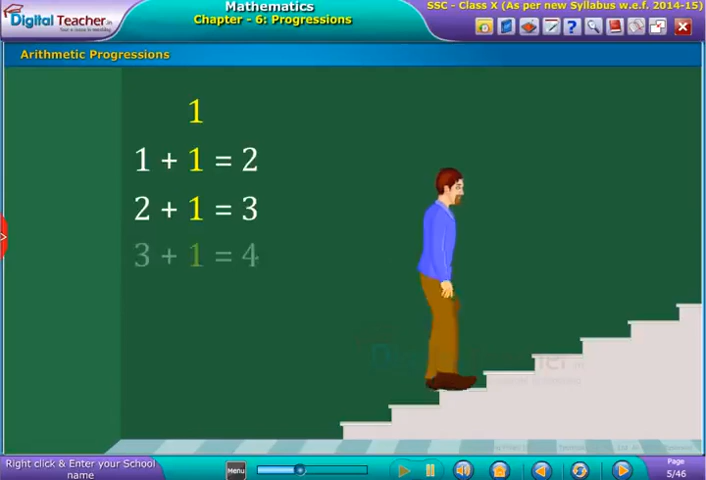 Digital Teacher.in
Mathematics
Chapter - 6: Progressions
SSC - Class X (As per new Syllabus w.e.f. 2014-15)
Arithmetic Progressions
1
1 + 1 = 2
2 + 1 = 3
3 + 1 = 4
Right click & Enter your School
name
Menu
Page
5/46